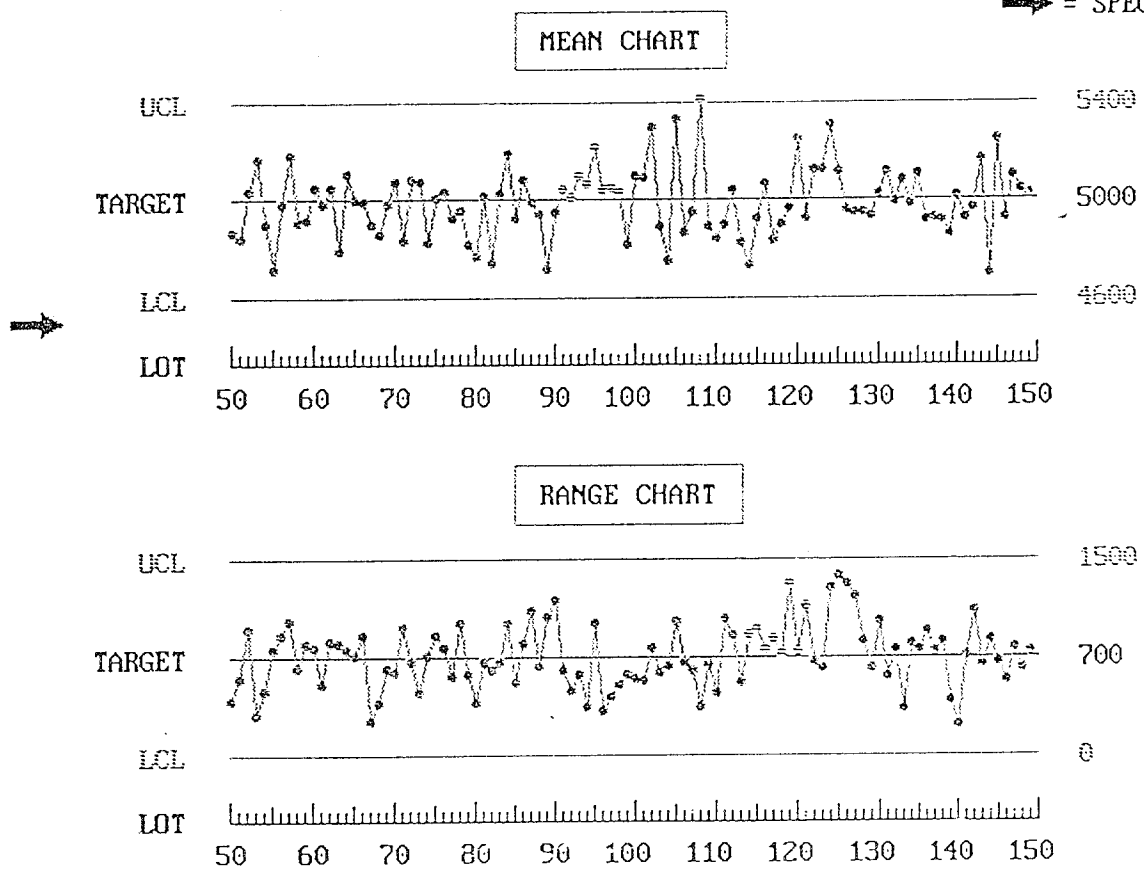 = SPEC
MEAN CHART
UCL 5400
TARGET 5000
LCL 4600
LOT
50 60 70 80 90 100 110 120 130 140 150
RANGE CHART
UCL 1500
TARGET 700
LCL 0
LOT
50 60 70 80 90 100 110 120 130 140 150